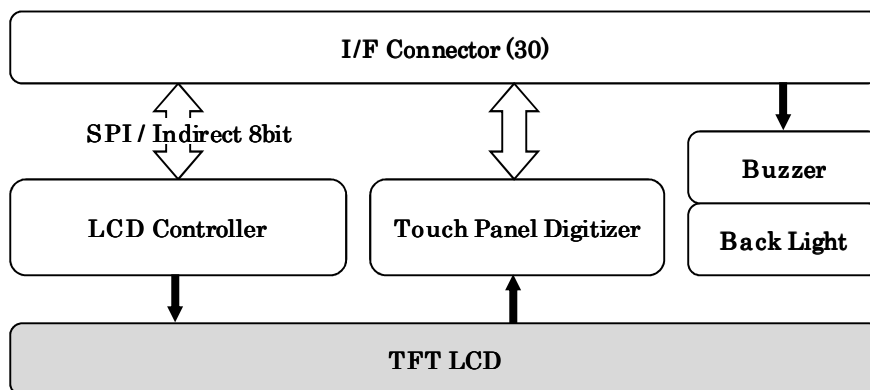 I/F Connector (30)
SPI / Indirect 8bit
Buzzer
LCD Controller
Touch Panel Digitizer
Back Light
TFT LCD